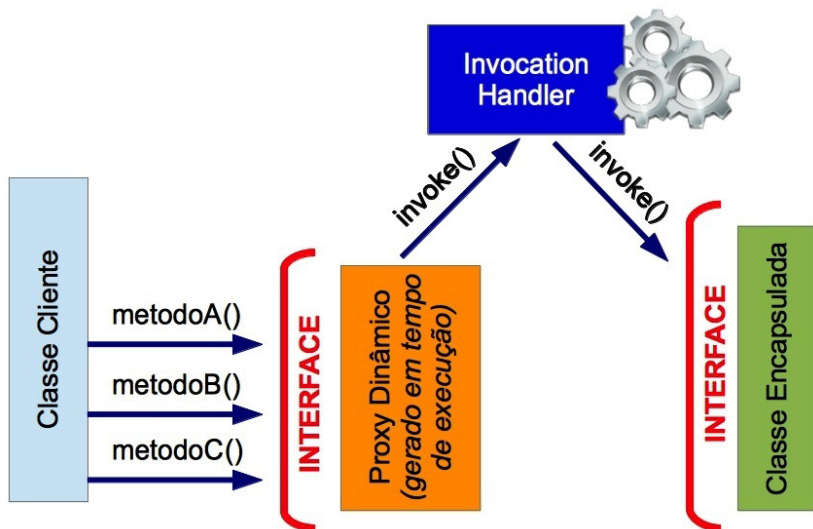 Invocation
Handler
invoke()
invoke()
Classe Cliente
metodoA()
metodoB()
metodoC()
INTERFACE
Proxy Dinâmico
(gerado em tempo
de execução)
INTERFACE
Classe Encapsulada